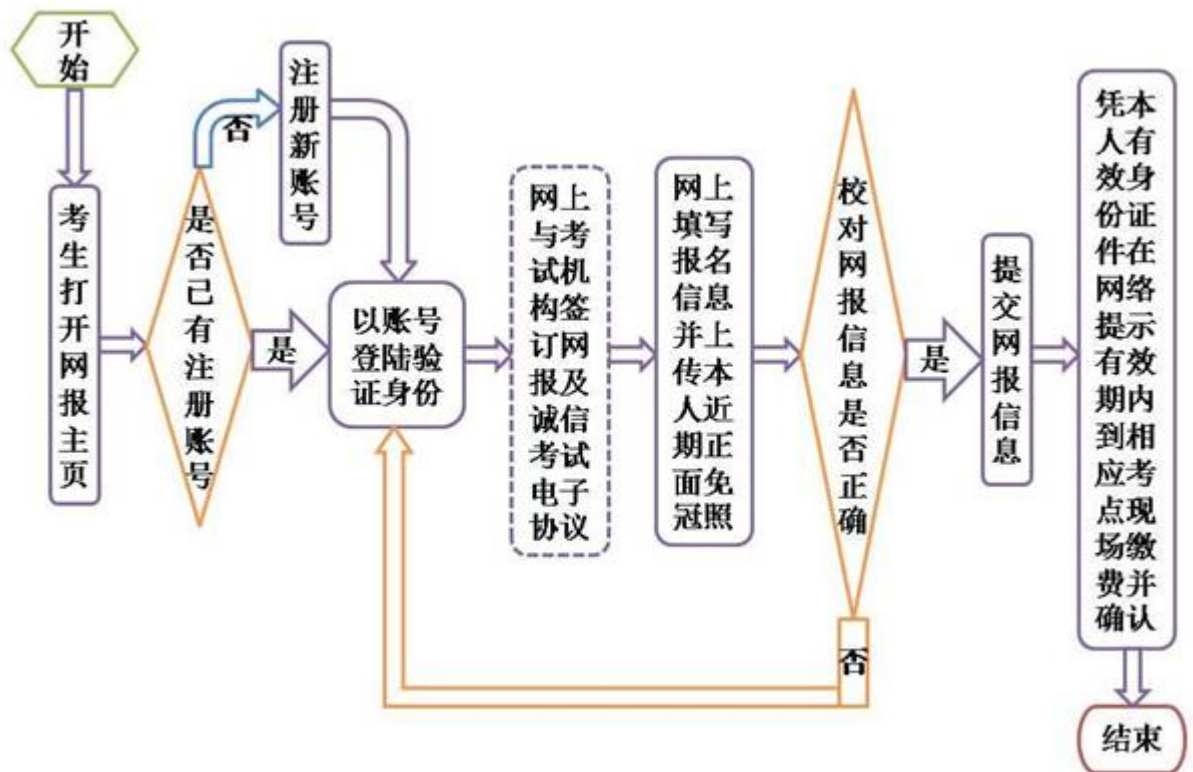 开始
考生打开网报主页
是否已有注册账号
否
注册新账号
是
以账号
登陆验
证身份
网上
与考
试机
构签
订网
报及
诚信
考试
电子
协议
网上
填写
报名
信息
并上
传本
人近
期正
面免
冠照
校对网报信息是否正确
否
是
提交网报信息
凭本
人有
效身
份证
件在
网络
提示
有效
期内
到相
应考
点现
场缴
费并
确认
结束